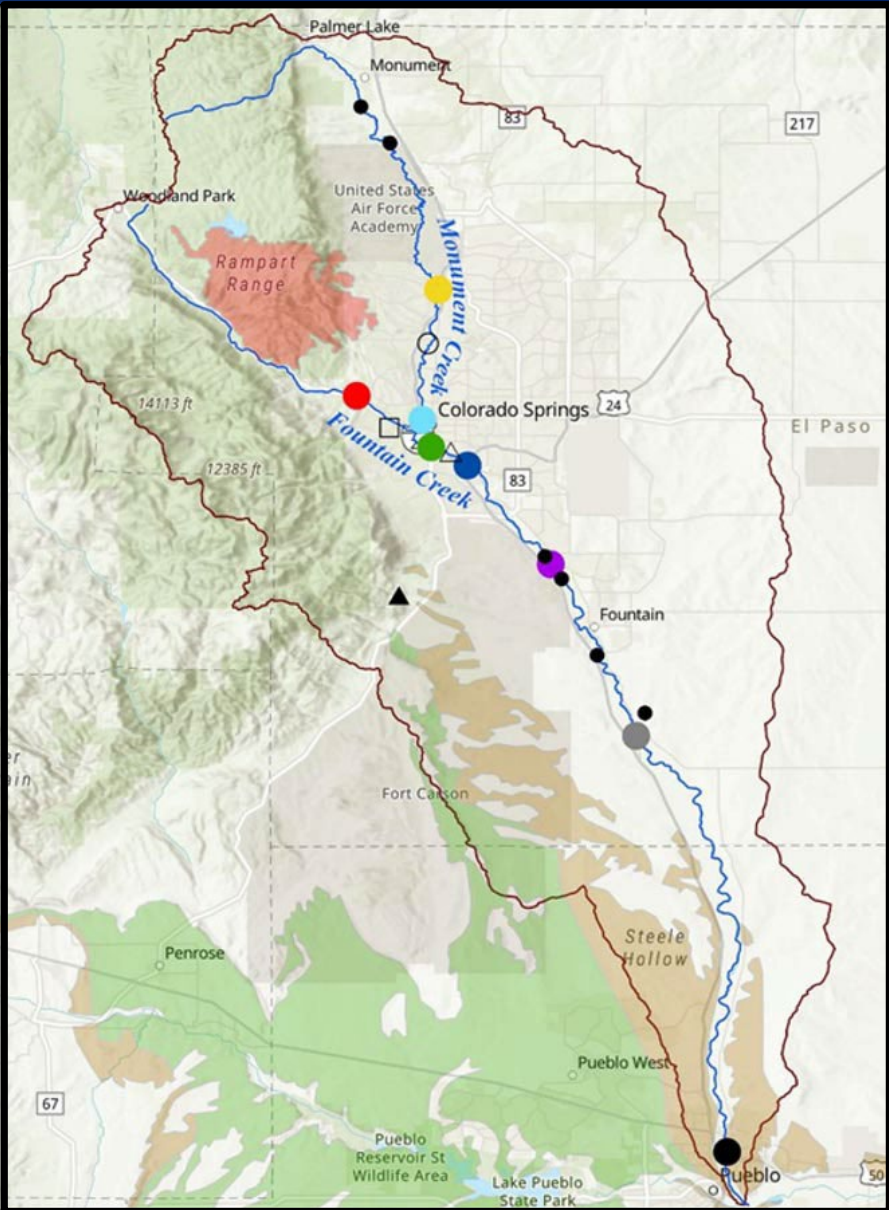 Palmer Lake
Monument
83
217
Woodland Park
United States
Air Force
Academy
Rampart
Range
Monument Creek
14113 ft
Colorado Springs
24
El Paso
Fountain Creek
12385 ft
83
Fountain
Fort Carson
Steele
Hollow
Penrose
Pueblo West
67
Pueblo
Reservoir St
Wildlife Area
Lake Pueblo
State Park
Pueblo
50